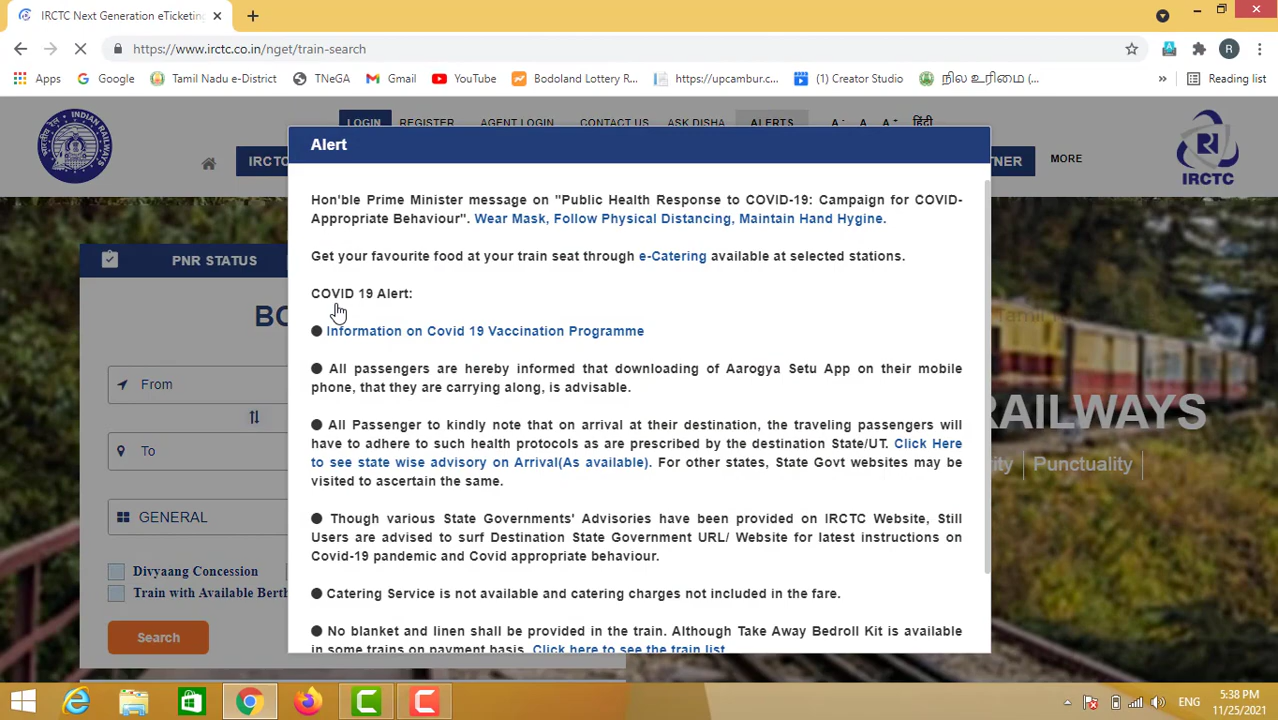 IRCTC Next Generation eTicketing
https://www.irctc.co.in/nget/train-search
R
Apps Google Tamil Nadu e-District TNeGA Gmail YouTube Bodoland Lottery R... https://upcambur.c... (1) Creator Studio நில உரிமை (... » Reading list
LOGIN REGISTER AGENT LOGIN CONTACT US ASK DISHA ALERTS A- A A+ हिंदी
INDIAN RAILWAYS
IRCTC
MORE
IRCTC
Alert
Hon'ble Prime Minister message on "Public Health Response to COVID-19: Campaign for COVID-
Appropriate Behaviour". Wear Mask, Follow Physical Distancing, Maintain Hand Hygine.
Get your favourite food at your train seat through e-Catering available at selected stations.
COVID 19 Alert:
● Information on Covid 19 Vaccination Programme
● All passengers are hereby informed that downloading of Aarogya Setu App on their mobile
phone, that they are carrying along, is advisable.
● All Passenger to kindly note that on arrival at their destination, the traveling passengers will
have to adhere to such health protocols as are prescribed by the destination State/UT. Click Here
to see state wise advisory on Arrival(As available). For other states, State Govt websites may be
visited to ascertain the same.
● Though various State Governments' Advisories have been provided on IRCTC Website, Still
Users are advised to surf Destination State Government URL/ Website for latest instructions on
Covid-19 pandemic and Covid appropriate behaviour.
● Catering Service is not available and catering charges not included in the fare.
● No blanket and linen shall be provided in the train. Although Take Away Bedroll Kit is available
in some trains on payment basis. Click here to see the train list
PNR STATUS
From
To
GENERAL
Divyaang Concession
Train with Available Berth
Search
RAILWAYS
Punctuality
ENG
5:38 PM
11/25/2021